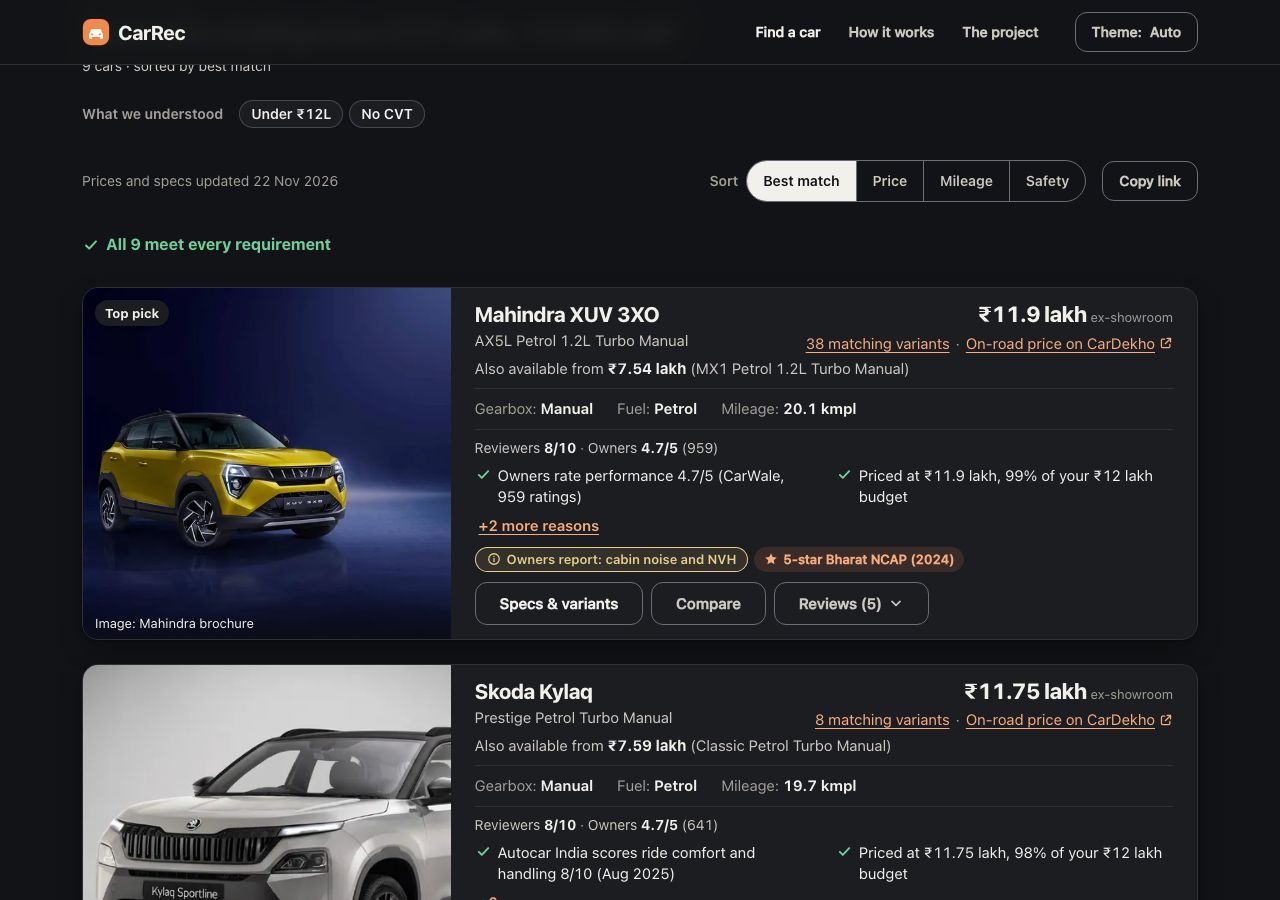 CarRec
Find a car
How it works
The project
Theme: Auto
9 cars · sorted by best match
What we understood
Under ₹12L
No CVT
Prices and specs updated 22 Nov 2026
Sort
Best match
Price
Mileage
Safety
Copy link
All 9 meet every requirement
Top pick
Image: Mahindra brochure
Mahindra XUV 3XO
₹11.9 lakh ex-showroom
AX5L Petrol 1.2L Turbo Manual
38 matching variants · On-road price on CarDekho
Also available from ₹7.54 lakh (MX1 Petrol 1.2L Turbo Manual)
Gearbox: Manual
Fuel: Petrol
Mileage: 20.1 kmpl
Reviewers 8/10 · Owners 4.7/5 (959)
Owners rate performance 4.7/5 (CarWale,
959 ratings)
Priced at ₹11.9 lakh, 99% of your ₹12 lakh
budget
+2 more reasons
Owners report: cabin noise and NVH
5-star Bharat NCAP (2024)
Specs & variants
Compare
Reviews (5)
XUV 3XO
Skoda Kylaq
₹11.75 lakh ex-showroom
Prestige Petrol Turbo Manual
8 matching variants · On-road price on CarDekho
Also available from ₹7.59 lakh (Classic Petrol Turbo Manual)
Gearbox: Manual
Fuel: Petrol
Mileage: 19.7 kmpl
Reviewers 8/10 · Owners 4.7/5 (641)
Autocar India scores ride comfort and
handling 8/10 (Aug 2025)
Priced at ₹11.75 lakh, 98% of your ₹12 lakh
budget
Kylaq Sportline